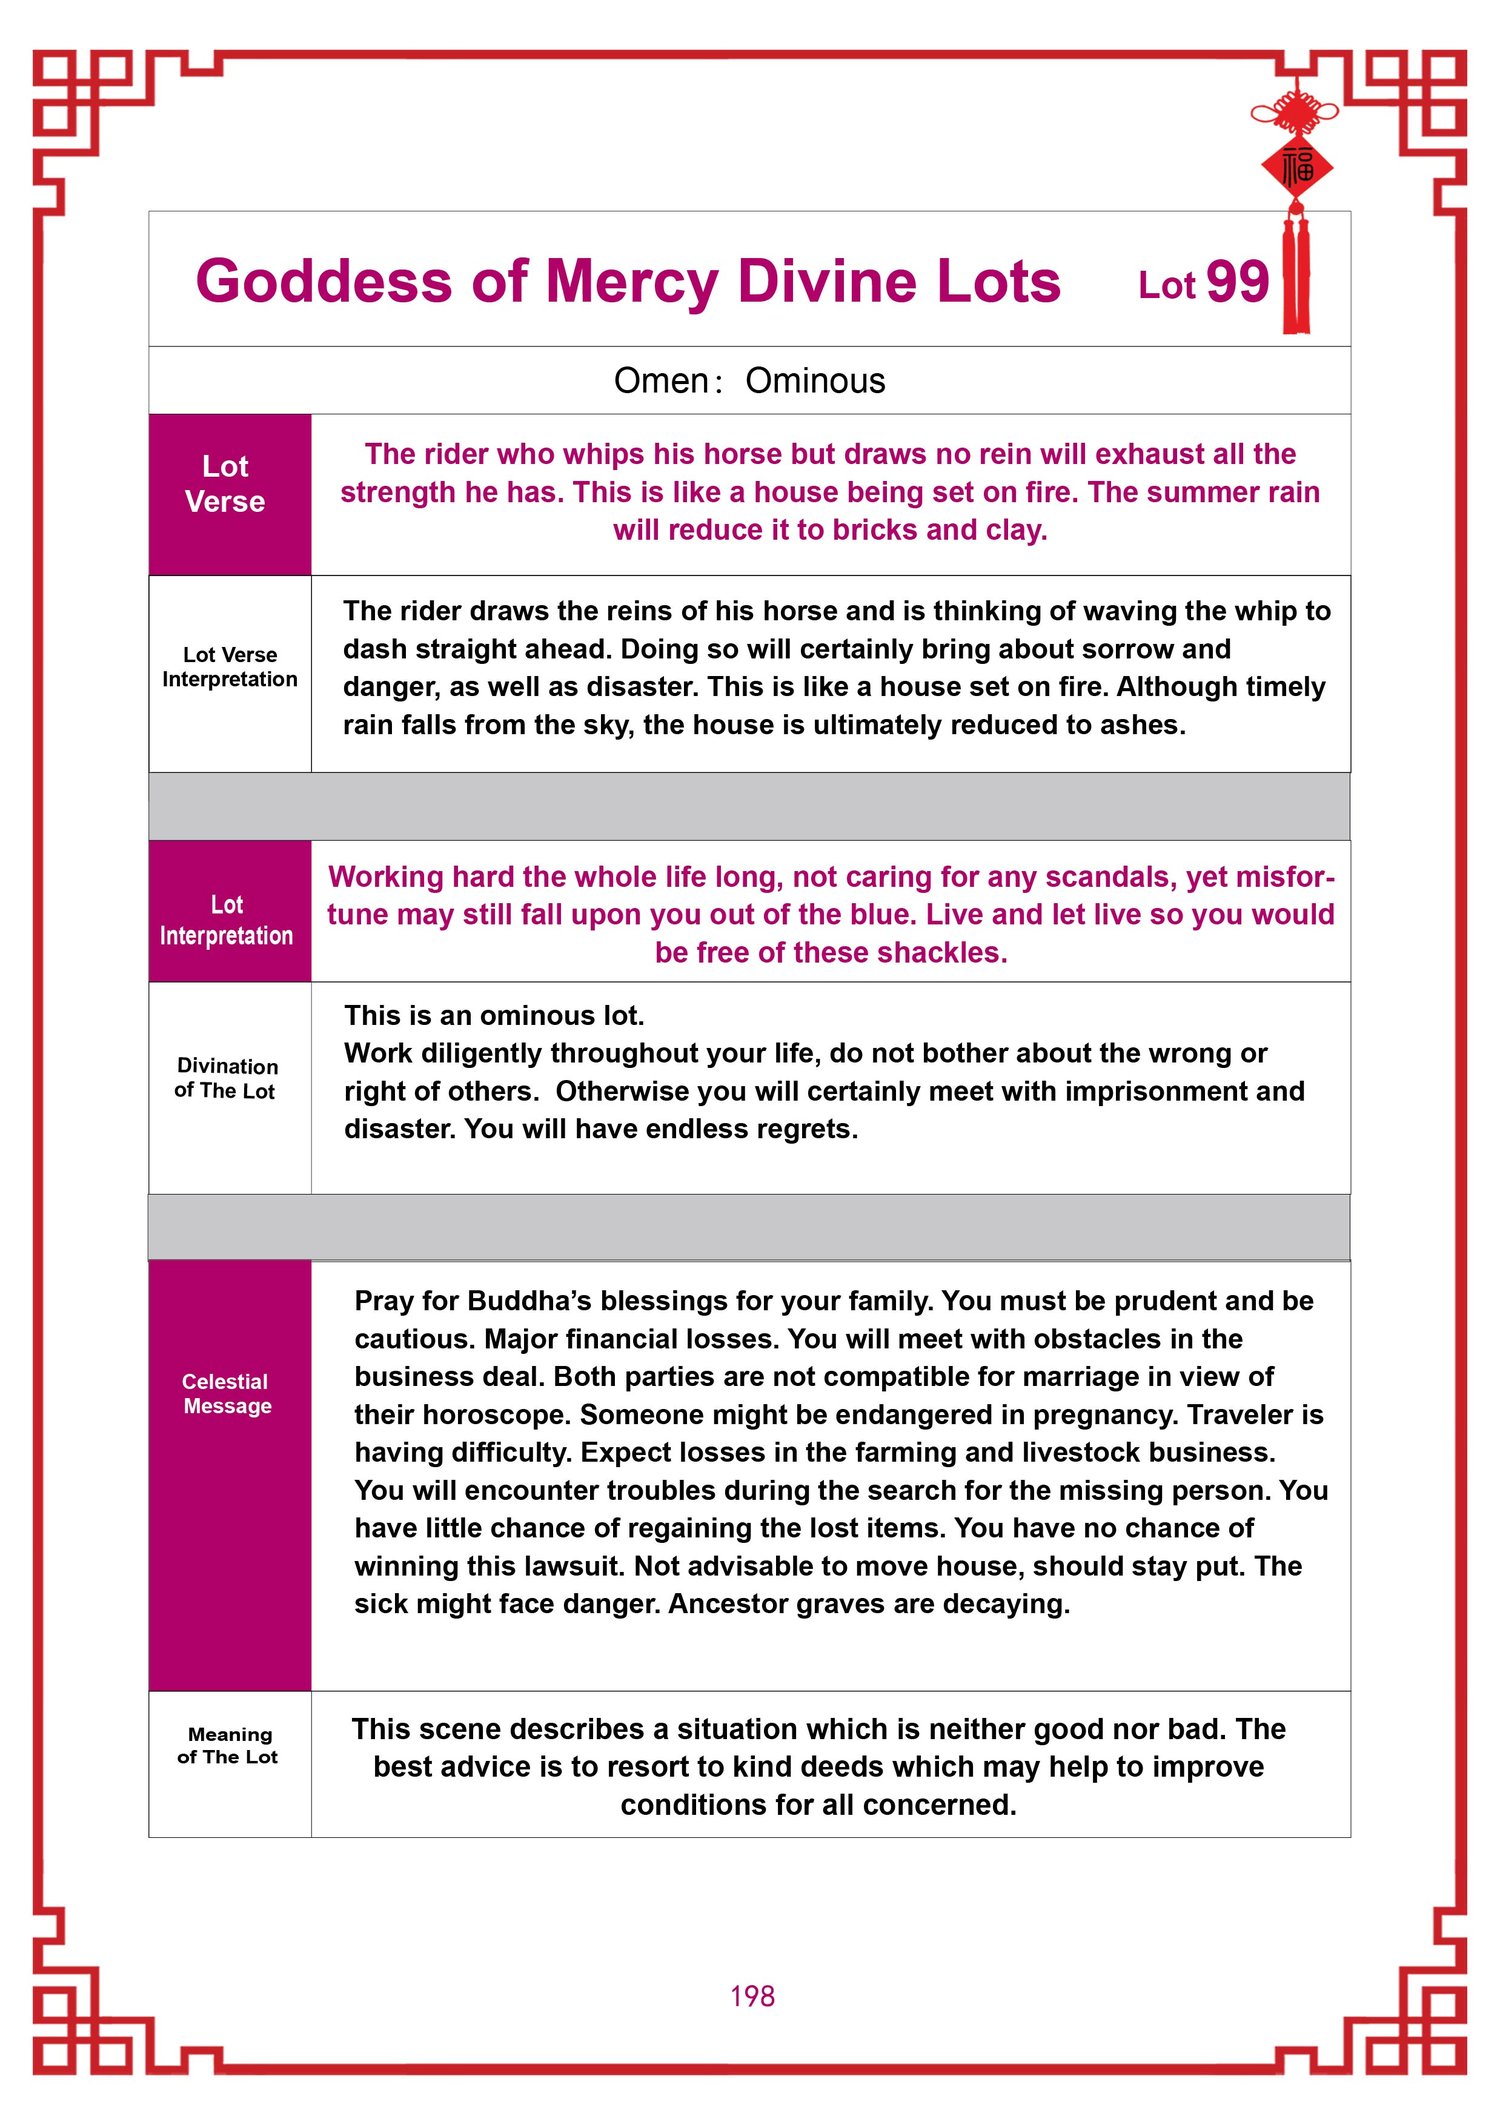 福
Goddess of Mercy Divine Lots Lot 99
Omen： Ominous
Lot
Verse
The rider who whips his horse but draws no rein will exhaust all the
strength he has. This is like a house being set on fire. The summer rain
will reduce it to bricks and clay.
Lot Verse
Interpretation
The rider draws the reins of his horse and is thinking of waving the whip to
dash straight ahead. Doing so will certainly bring about sorrow and
danger, as well as disaster. This is like a house set on fire. Although timely
rain falls from the sky, the house is ultimately reduced to ashes.
Lot
Interpretation
Working hard the whole life long, not caring for any scandals, yet misfor-
tune may still fall upon you out of the blue. Live and let live so you would
be free of these shackles.
Divination
of The Lot
This is an ominous lot.
Work diligently throughout your life, do not bother about the wrong or
right of others. Otherwise you will certainly meet with imprisonment and
disaster. You will have endless regrets.
Celestial
Message
Pray for Buddha’s blessings for your family. You must be prudent and be
cautious. Major financial losses. You will meet with obstacles in the
business deal. Both parties are not compatible for marriage in view of
their horoscope. Someone might be endangered in pregnancy. Traveler is
having difficulty. Expect losses in the farming and livestock business.
You will encounter troubles during the search for the missing person. You
have little chance of regaining the lost items. You have no chance of
winning this lawsuit. Not advisable to move house, should stay put. The
sick might face danger. Ancestor graves are decaying.
Meaning
of The Lot
This scene describes a situation which is neither good nor bad. The
best advice is to resort to kind deeds which may help to improve
conditions for all concerned.
198